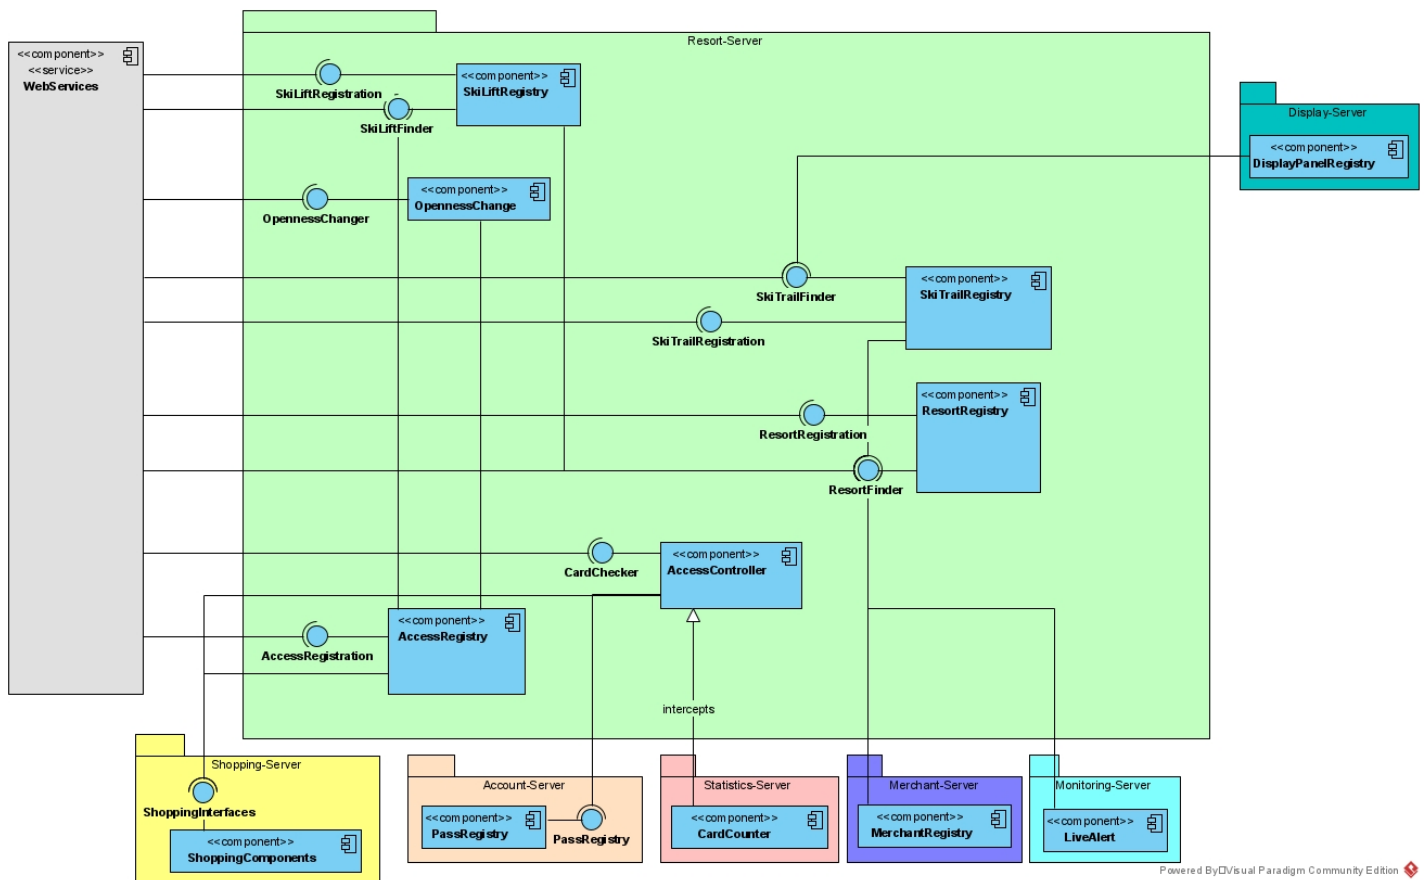 Resort-Server
<<component>>
<<service>>
WebServices
SkiLiftRegistration
<<component>>
SkiLiftRegistry
SkiLiftFinder
Display-Server
<<component>>
DisplayPanelRegistry
<<component>>
OpennessChange
OpennessChanger
<<component>>
SkiTrailRegistry
SkiTrailFinder
SkiTrailRegistration
<<component>>
ResortRegistry
ResortRegistration
ResortFinder
<<component>>
AccessController
CardChecker
<<component>>
AccessRegistry
AccessRegistration
intercepts
Shopping-Server
ShoppingInterfaces
<<component>>
ShoppingComponents
Account-Server
<<component>>
PassRegistry
PassRegistry
Statistics-Server
<<component>>
CardCounter
Merchant-Server
<<component>>
MerchantRegistry
Monitoring-Server
<<component>>
LiveAlert
Powered By Visual Paradigm Community Edition